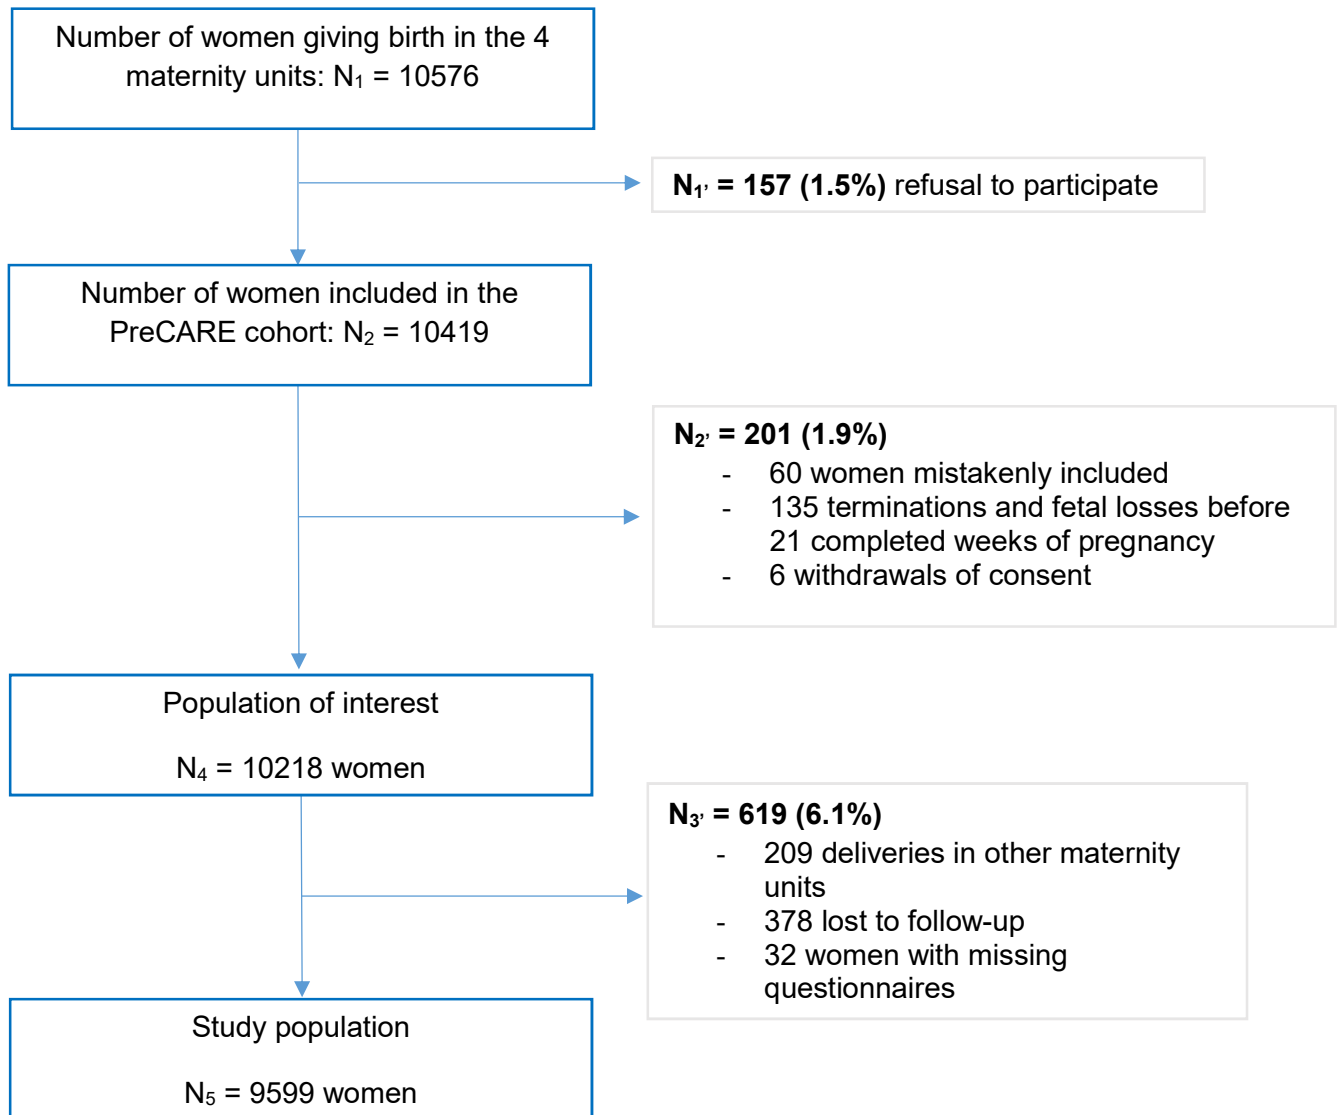 Number of women giving birth in the 4
maternity units: N₁ = 10576
N₁’ = 157 (1.5%) refusal to participate
Number of women included in the
PreCARE cohort: N₂ = 10419
N₂’ = 201 (1.9%)
- 60 women mistakenly included
- 135 terminations and fetal losses before
21 completed weeks of pregnancy
- 6 withdrawals of consent
Population of interest
N₄ = 10218 women
N₃’ = 619 (6.1%)
- 209 deliveries in other maternity
units
- 378 lost to follow-up
- 32 women with missing
questionnaires
Study population
N₅ = 9599 women